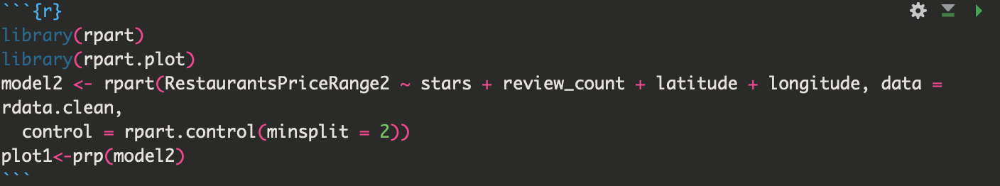 ```{r}
library(rpart)
library(rpart.plot)
model2 <- rpart(RestaurantsPriceRange2 ~ stars + review_count + latitude + longitude, data =
rdata.clean,
  control = rpart.control(minsplit = 2))
plot1<-prp(model2)
```